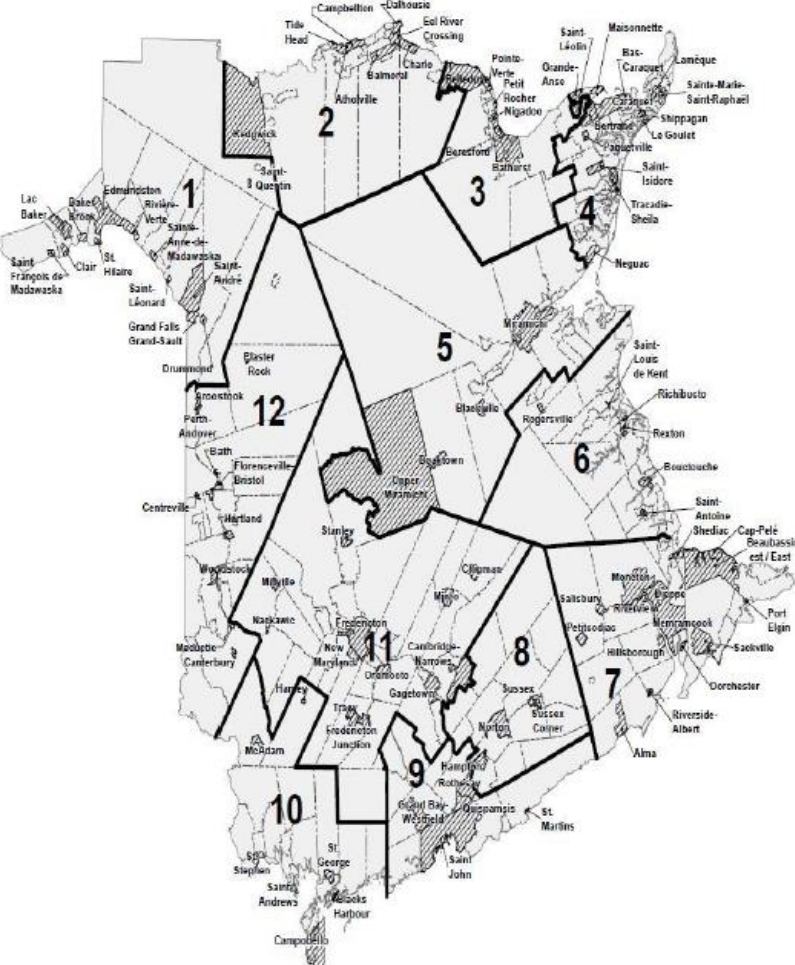 Campbellton
Dalhousie
Tide
Head
Eel River
Crossing
Charlo
Balmoral
Atholville
Saint-
Léolin
Maisonnette
Pointe-
Verte
Petit
Rocher
Nigadoo
Grande-
Anse
Bas-
Caraquet
Lamèque
Sainte-Marie-
Saint-Raphaël
Belledune
Caraquet
Shippagan
Le Goulet
Bertrand
Paquetville
Kedgwick
2
Beresford
Bathurst
Saint-
Isidore
Saint-
Quentin
3
4
Tracadie-
Sheila
Neguac
Lac
Baker
Baker
Brook
Edmundston
1
Rivière-
Verte
Sainte-
Anne-de-
Madawaska
Saint
François de
Madawaska
Clair
St.
Hilaire
Saint-
André
Saint-
Léonard
Grand Falls
Grand-Sault
Drummond
Miramichi
5
Plaster
Rock
Saint-
Louis
de Kent
Richibucto
Rexton
Aroostook
Perth-
Andover
12
Blackville
Rogersville
6
Bouctouche
Bath
Florenceville-
Bristol
Doaktown
Upper
Miramichi
Centreville
Hartland
Saint-
Antoine
Shediac
Cap-Pelé
Beaubassin
est / East
Stanley
Woodstock
Millville
Chipman
Minto
Moncton
Dieppe
Salisbury
Riverview
Memramcook
Port
Elgin
Nackawic
Fredericton
New
Maryland
11
Oromocto
Cambridge-
Narrows
Petitcodiac
Hillsborough
Sackville
Dorchester
8
7
Meductic
Canterbury
Gagetown
Sussex
Sussex
Corner
Riverside-
Albert
Harvey
Tracy
Fredericton
Junction
Norton
Alma
McAdam
9
Hampton
Rothesay
10
Grand Bay-
Westfield
Quispamsis
St.
Martins
St.
Stephen
St.
George
Saint
John
Saint
Andrews
Blacks
Harbour
Campobello